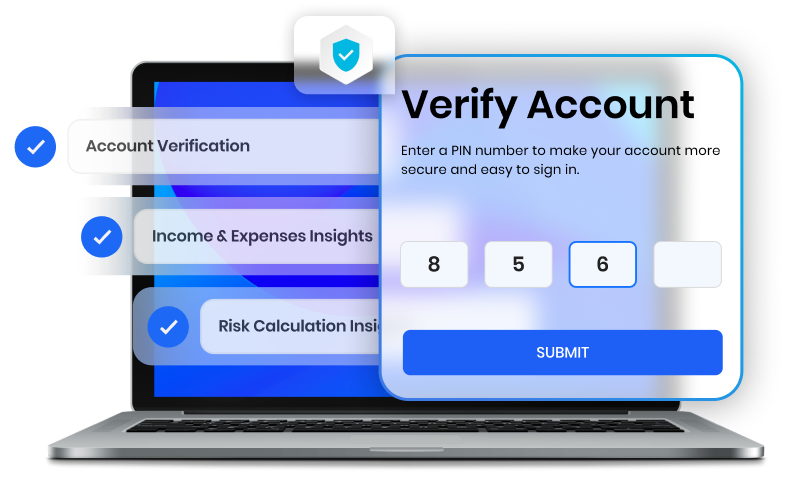 Verify Account
Enter a PIN number to make your account more
secure and easy to sign in.
8 5 6
SUBMIT
Account Verification
Income & Expenses Insights
Risk Calculation